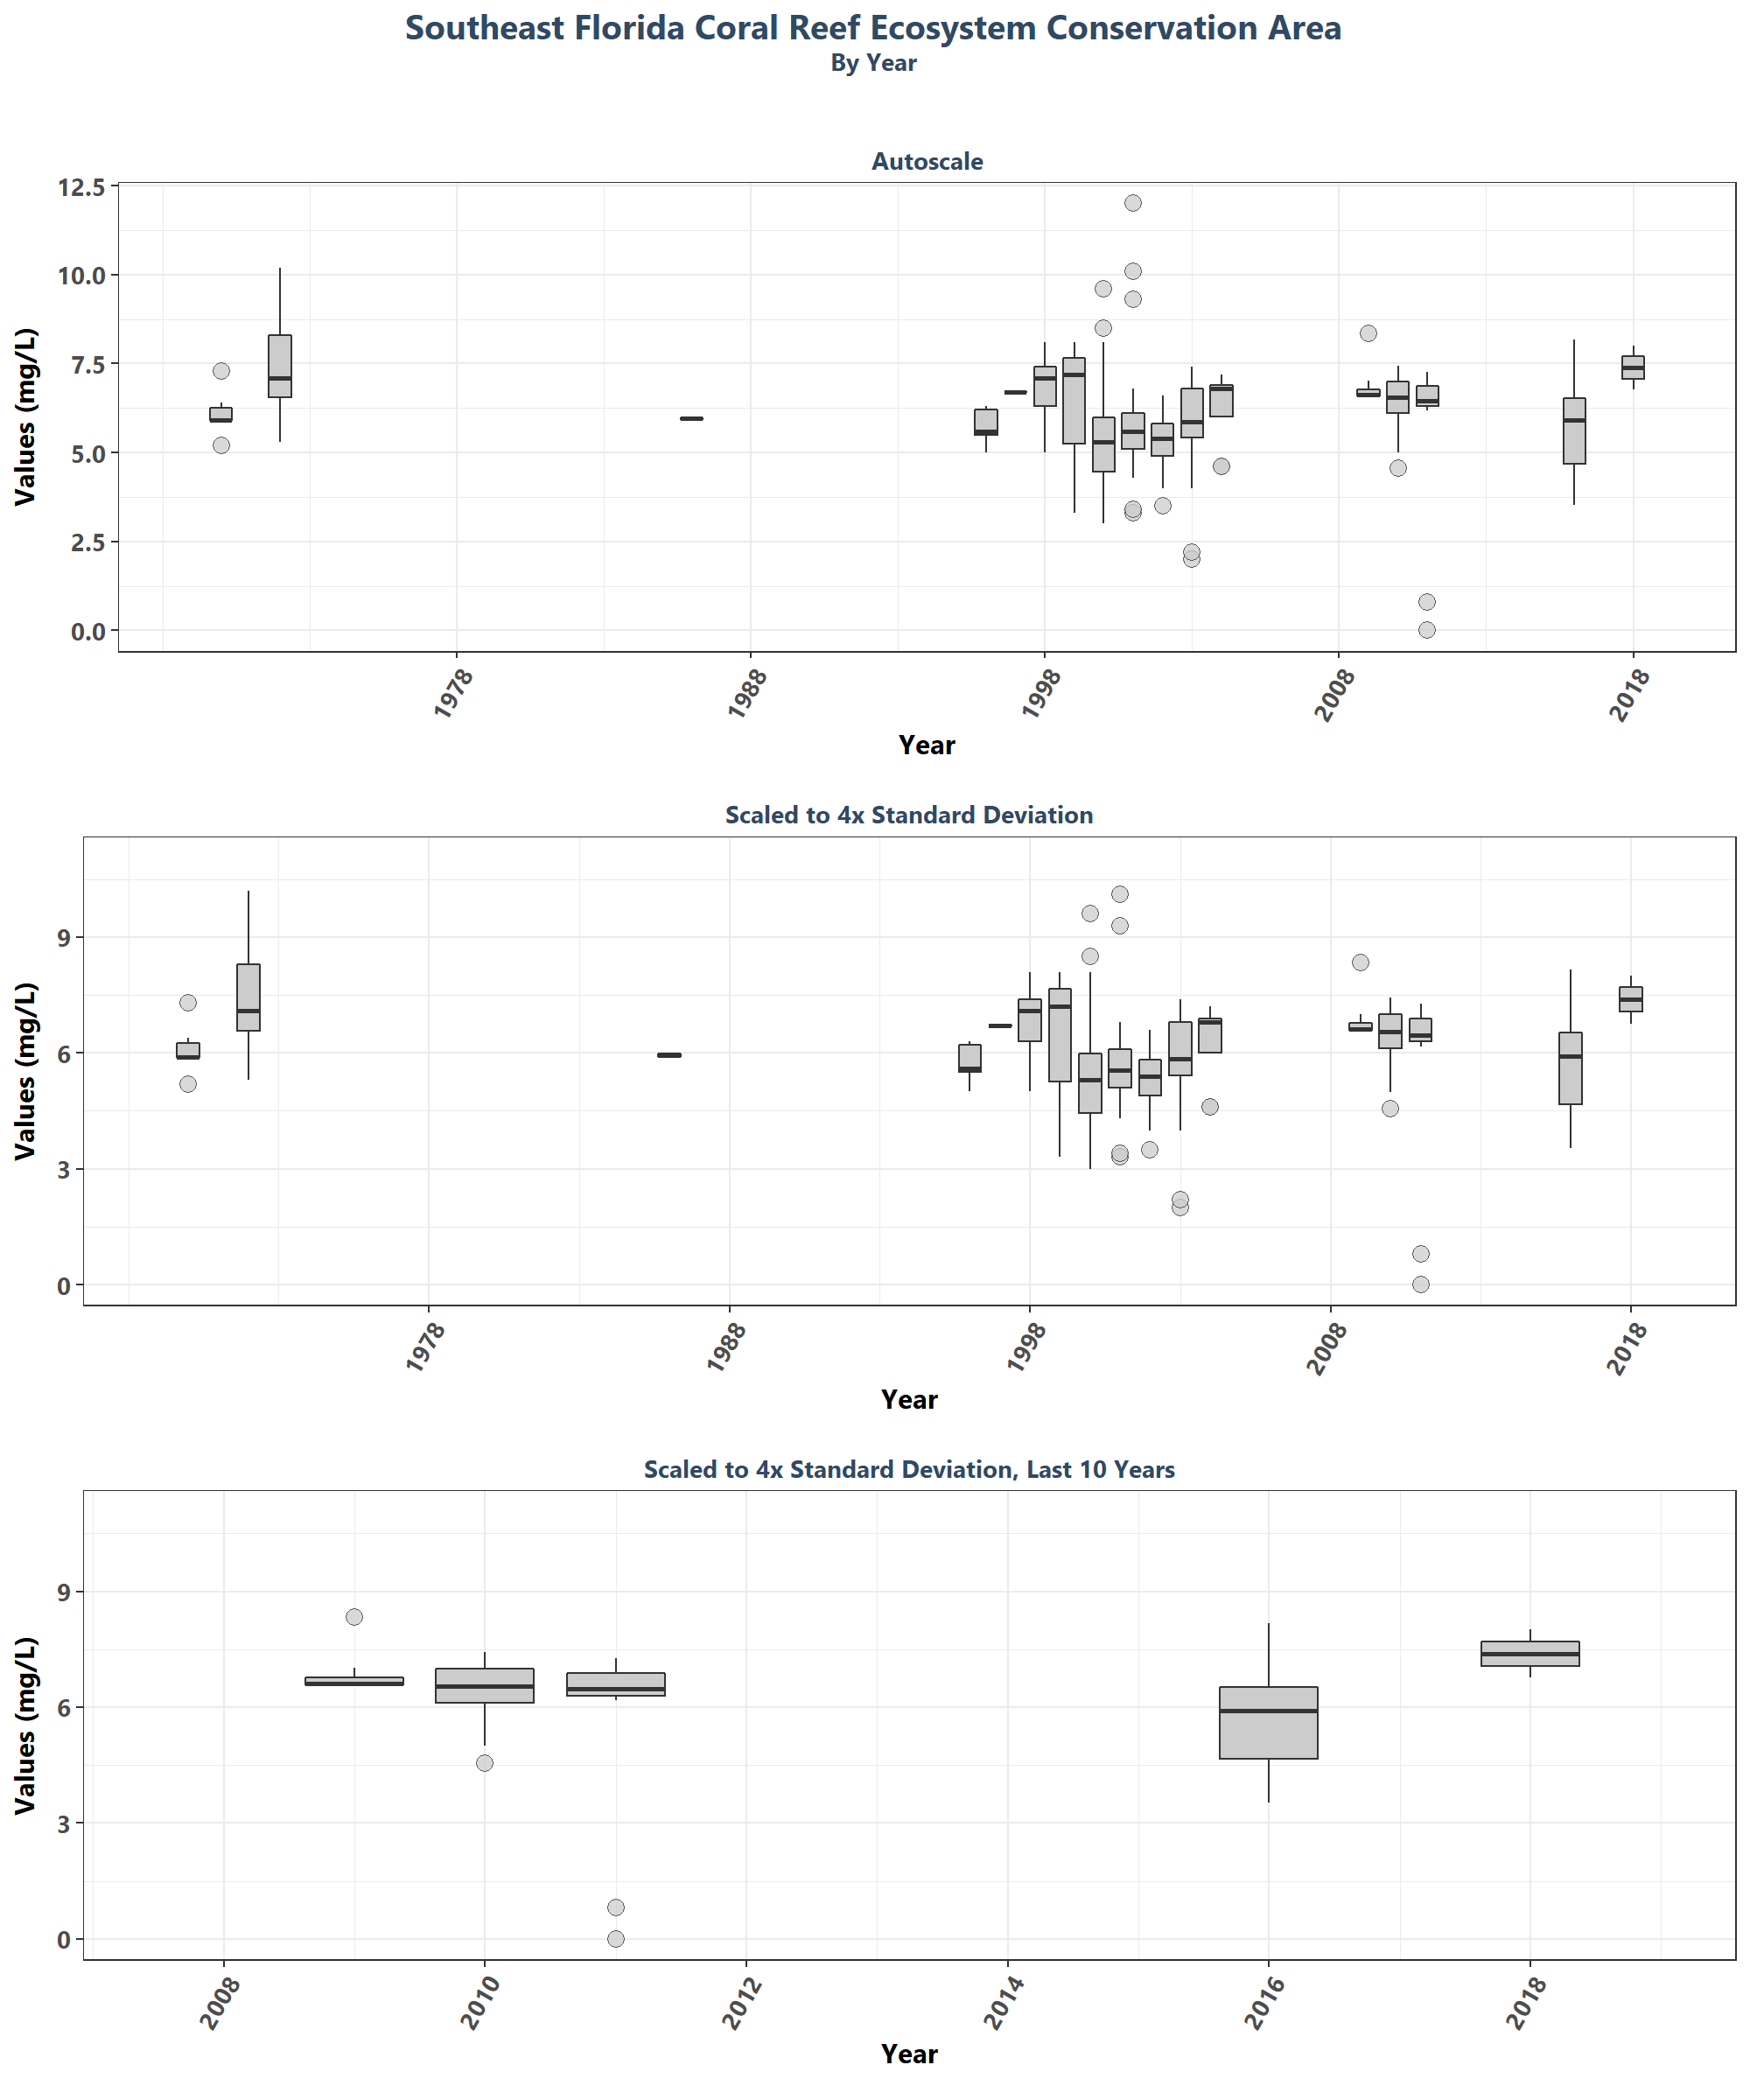 Southeast Florida Coral Reef Ecosystem Conservation Area
By Year
Autoscale
Values (mg/L)
12.5
10.0
7.5
5.0
2.5
0.0
1978
1988
1998
2008
2018
Year
Scaled to 4x Standard Deviation
Values (mg/L)
9
6
3
0
1978
1988
1998
2008
2018
Year
Scaled to 4x Standard Deviation, Last 10 Years
Values (mg/L)
9
6
3
0
2008
2010
2012
2014
2016
2018
Year